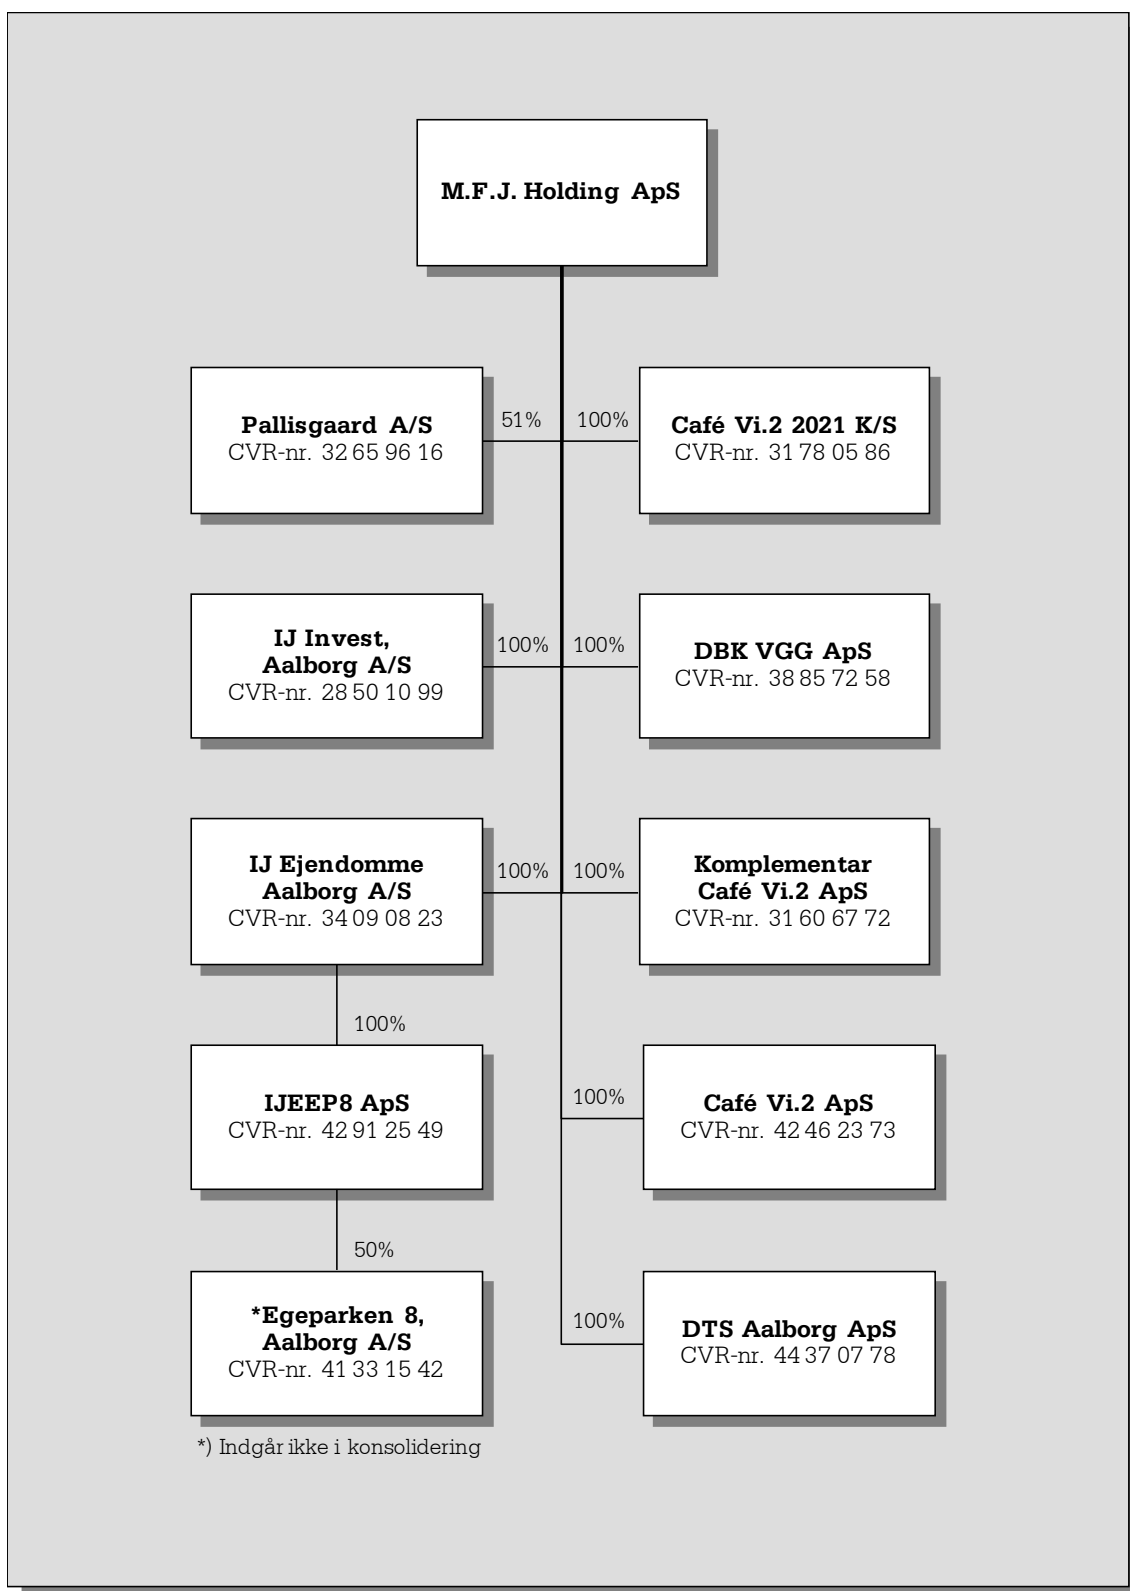 M.F.J. Holding ApS
Pallisgaard A/S
CVR-nr. 32 65 96 16
51%
100%
Café Vi.2 2021 K/S
CVR-nr. 31 78 05 86
IJ Invest,
Aalborg A/S
CVR-nr. 28 50 10 99
100%
100%
DBK VGG ApS
CVR-nr. 38 85 72 58
IJ Ejendomme
Aalborg A/S
CVR-nr. 34 09 08 23
100%
100%
Komplementar
Café Vi.2 ApS
CVR-nr. 31 60 67 72
100%
IJEEP8 ApS
CVR-nr. 42 91 25 49
100%
Café Vi.2 ApS
CVR-nr. 42 46 23 73
50%
*Egeparken 8,
Aalborg A/S
CVR-nr. 41 33 15 42
100%
DTS Aalborg ApS
CVR-nr. 44 37 07 78
*) Indgår ikke i konsolidering